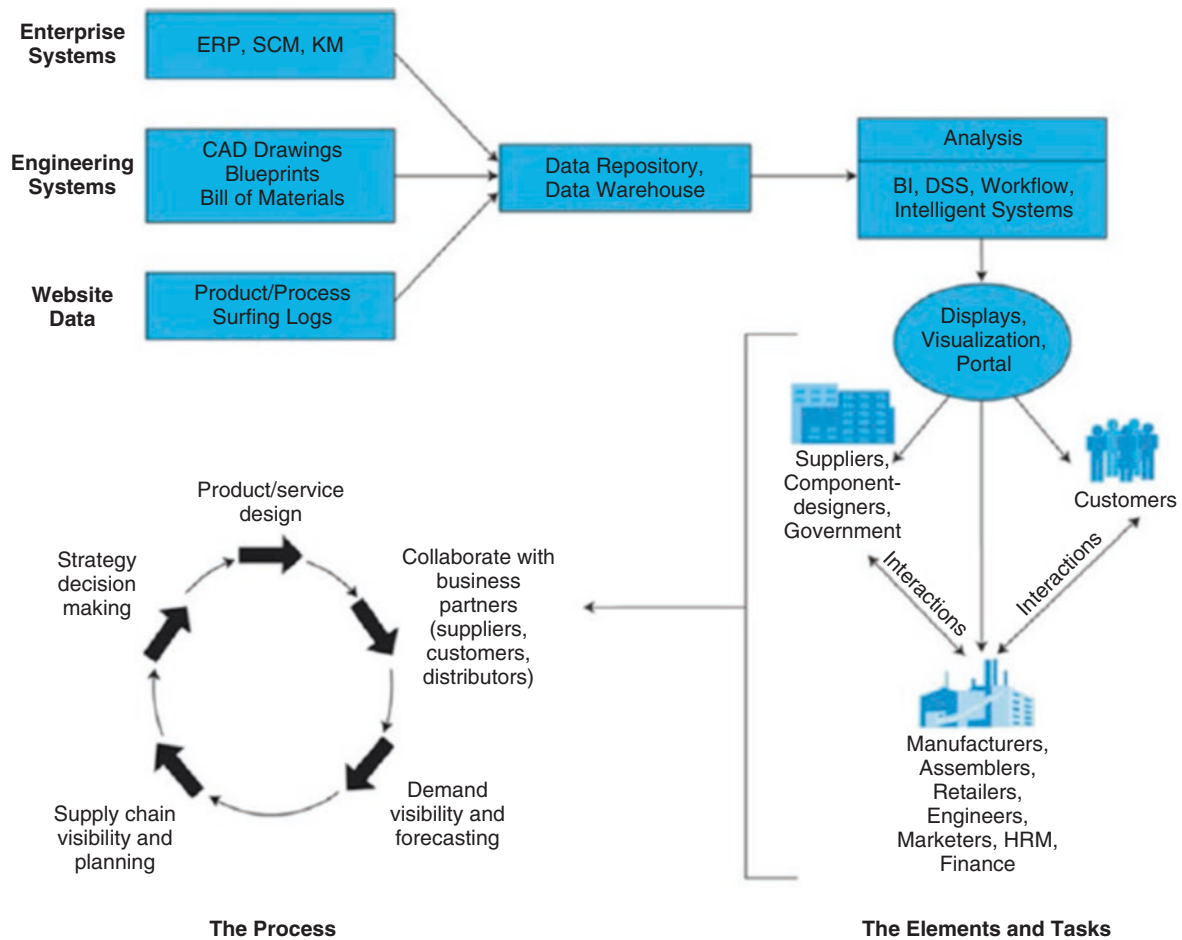 Enterprise
Systems
ERP, SCM, KM
Engineering
Systems
CAD Drawings
Blueprints
Bill of Materials
Website
Data
Product/Process
Surfing Logs
Data Repository,
Data Warehouse
Analysis
BI, DSS, Workflow,
Intelligent Systems
Displays,
Visualization,
Portal
Suppliers,
Component-
designers,
Government
Customers
Interactions
Interactions
Manufacturers,
Assemblers,
Retailers,
Engineers,
Marketers, HRM,
Finance
Product/service
design
Collaborate with
business
partners
(suppliers,
customers,
distributors)
Demand
visibility and
forecasting
Supply chain
visibility and
planning
Strategy
decision
making
The Process
The Elements and Tasks